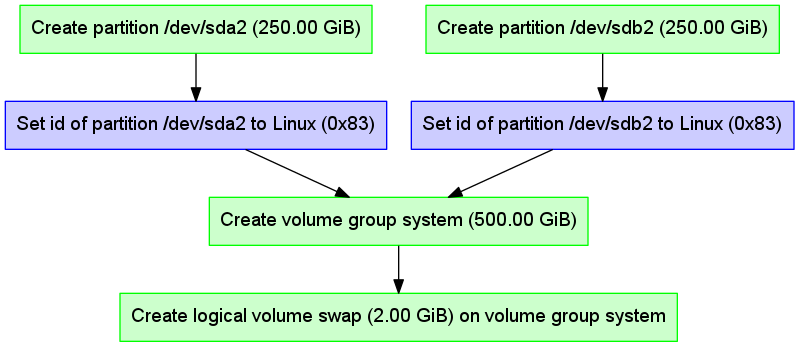 Create partition /dev/sda2 (250.00 GiB)
Create partition /dev/sdb2 (250.00 GiB)
Set id of partition /dev/sda2 to Linux (0x83)
Set id of partition /dev/sdb2 to Linux (0x83)
Create volume group system (500.00 GiB)
Create logical volume swap (2.00 GiB) on volume group system